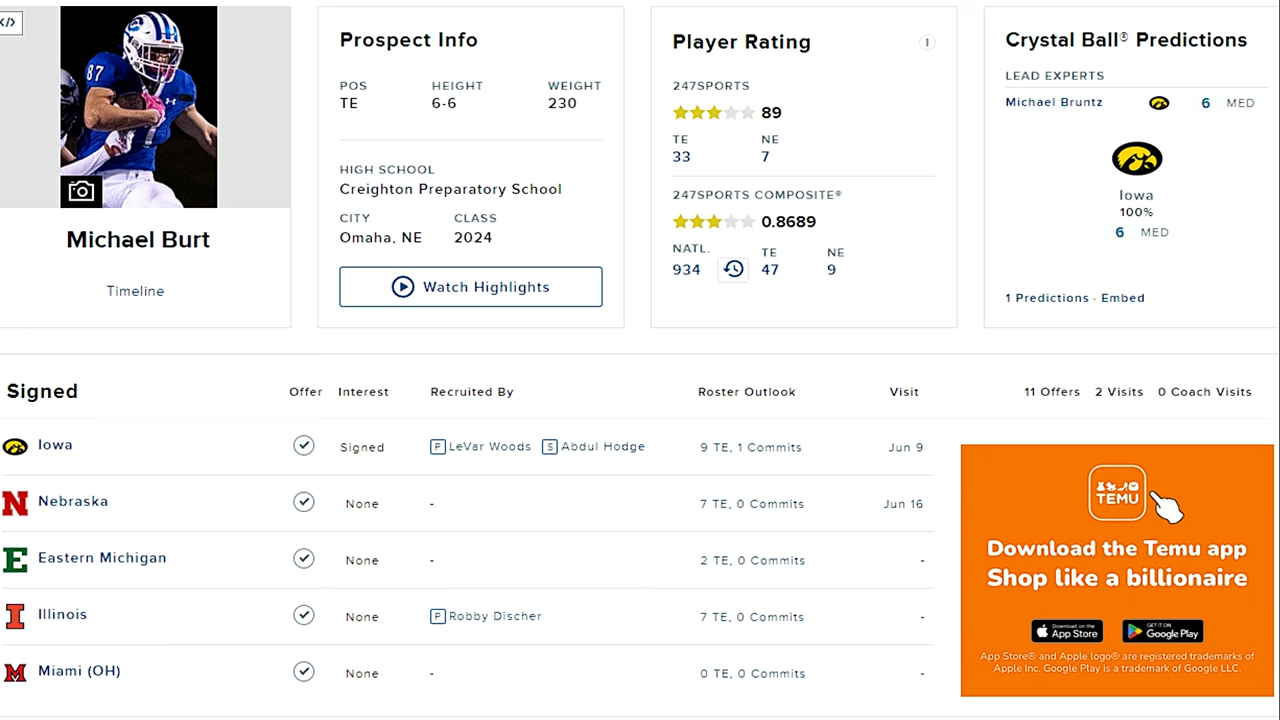 </>
87
Michael Burt
Timeline
Prospect Info
POS HEIGHT WEIGHT
TE 6-6 230
HIGH SCHOOL
Creighton Preparatory School
CITY CLASS
Omaha, NE 2024
Watch Highlights
Player Rating
247SPORTS
89
TE NE
33 7
247SPORTS COMPOSITE®
0.8689
NATL. TE NE
934 47 9
Crystal Ball® Predictions
LEAD EXPERTS
Michael Bruntz 6 MED
Iowa
100%
6 MED
1 Predictions - Embed
Signed Offer Interest Recruited By Roster Outlook Visit 11 Offers 2 Visits 0 Coach Visits
Iowa Signed P LeVar Woods S Abdul Hodge 9 TE, 1 Commits Jun 9
N Nebraska None - 7 TE, 0 Commits Jun 16
E Eastern Michigan None - 2 TE, 0 Commits -
I Illinois None P Robby Discher 7 TE, 0 Commits -
M Miami (OH) None - 0 TE, 0 Commits -
TEMU
Download the Temu app
Shop like a billionaire
Download on the App Store GET IT ON Google Play
App Store® and Apple logo® are registered trademarks of
Apple Inc. Google Play is a trademark of Google LLC.